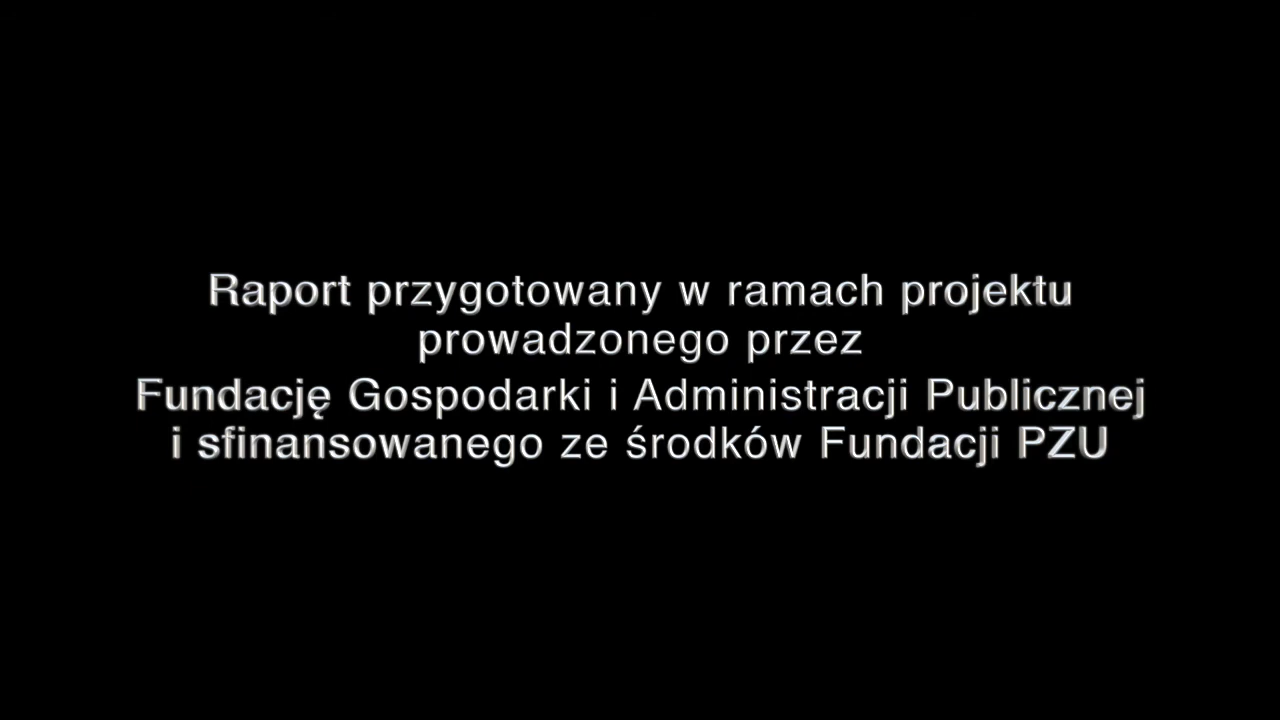 Raport przygotowany w ramach projektu
prowadzonego przez
Fundację Gospodarki i Administracji Publicznej
i sfinansowanego ze środków Fundacji PZU